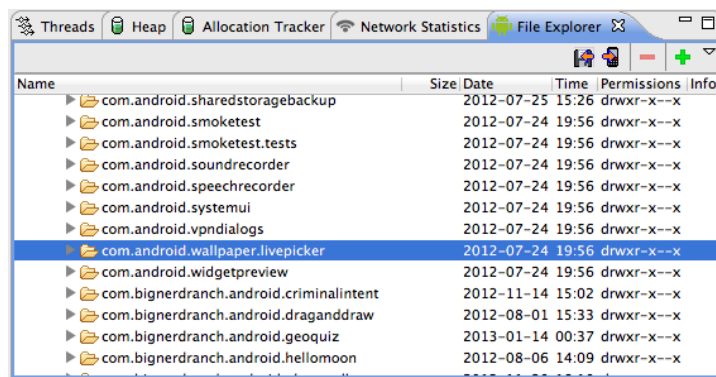 Threads Heap Allocation Tracker Network Statistics File Explorer
Name Size Date Time Permissions Info
com.android.sharedstoragebackup 2012-07-25 15:26 drwxr-x--x
com.android.smoketest 2012-07-24 19:56 drwxr-x--x
com.android.smoketest.tests 2012-07-24 19:56 drwxr-x--x
com.android.soundrecorder 2012-07-24 19:56 drwxr-x--x
com.android.speechrecorder 2012-07-24 19:56 drwxr-x--x
com.android.systemui 2012-07-24 19:56 drwxr-x--x
com.android.vpndialogs 2012-07-24 19:56 drwxr-x--x
com.android.wallpaper.livepicker 2012-07-24 19:56 drwxr-x--x
com.android.widgetpreview 2012-07-24 19:56 drwxr-x--x
com.bignerdranch.android.criminalintent 2012-11-14 15:02 drwxr-x--x
com.bignerdranch.android.draganddraw 2012-08-01 15:33 drwxr-x--x
com.bignerdranch.android.geoquiz 2013-01-14 00:37 drwxr-x--x
com.bignerdranch.android.hellomoon 2012-08-06 14:09 drwxr-x--x